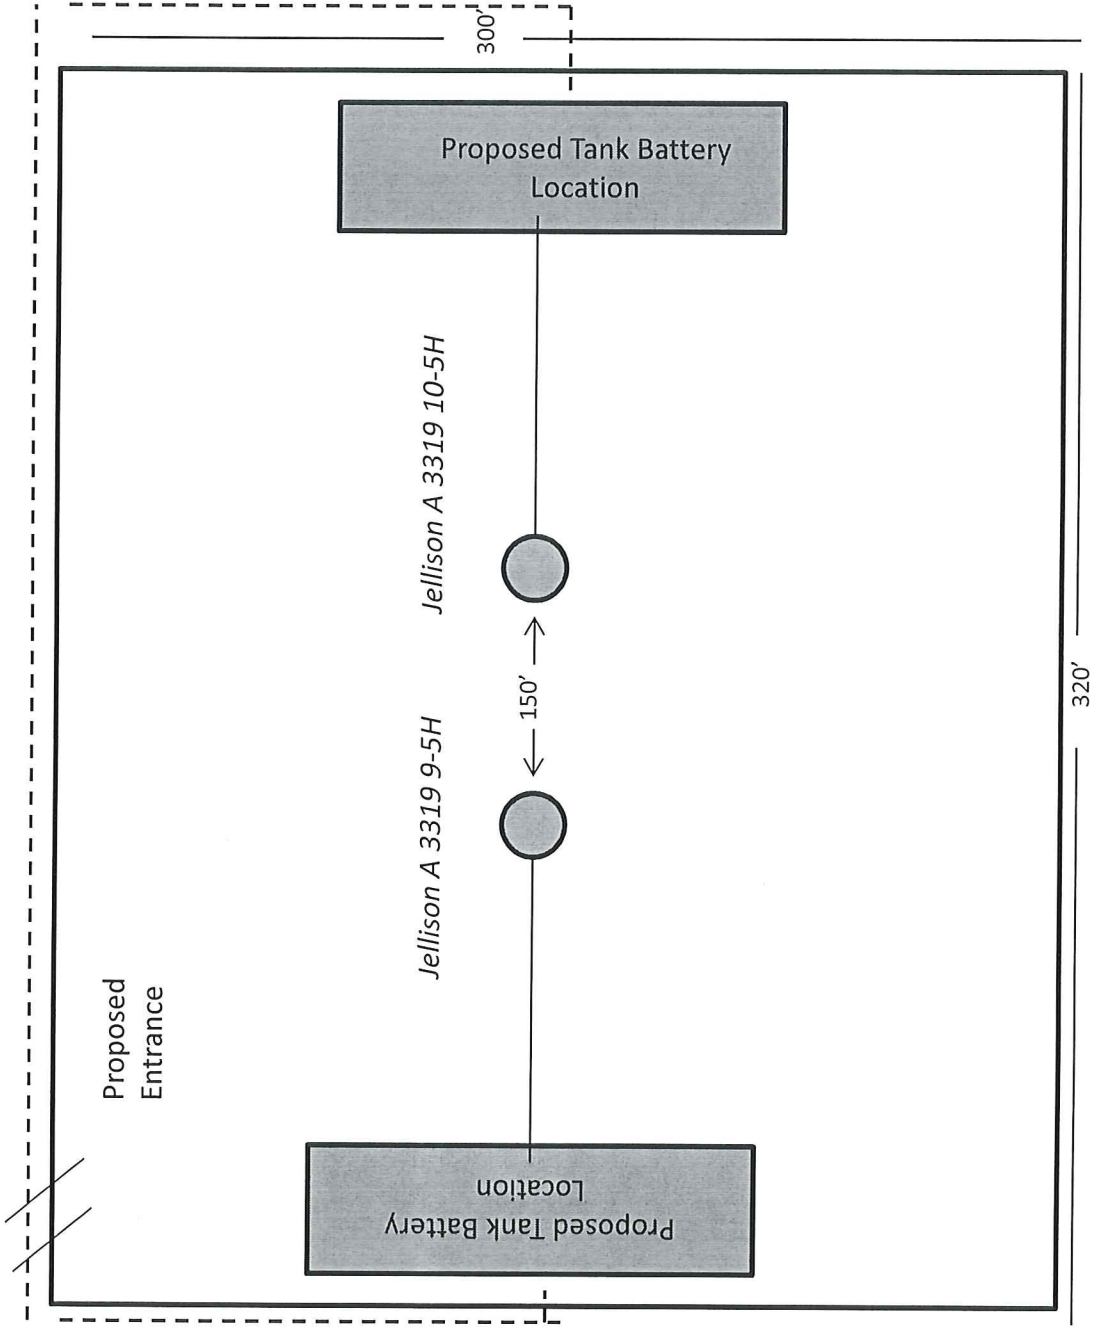 300'
Proposed Tank Battery
Location
Jellison A 3319 10-5H
150'
320'
Jellison A 3319 9-5H
Proposed
Entrance
Proposed Tank Battery
Location